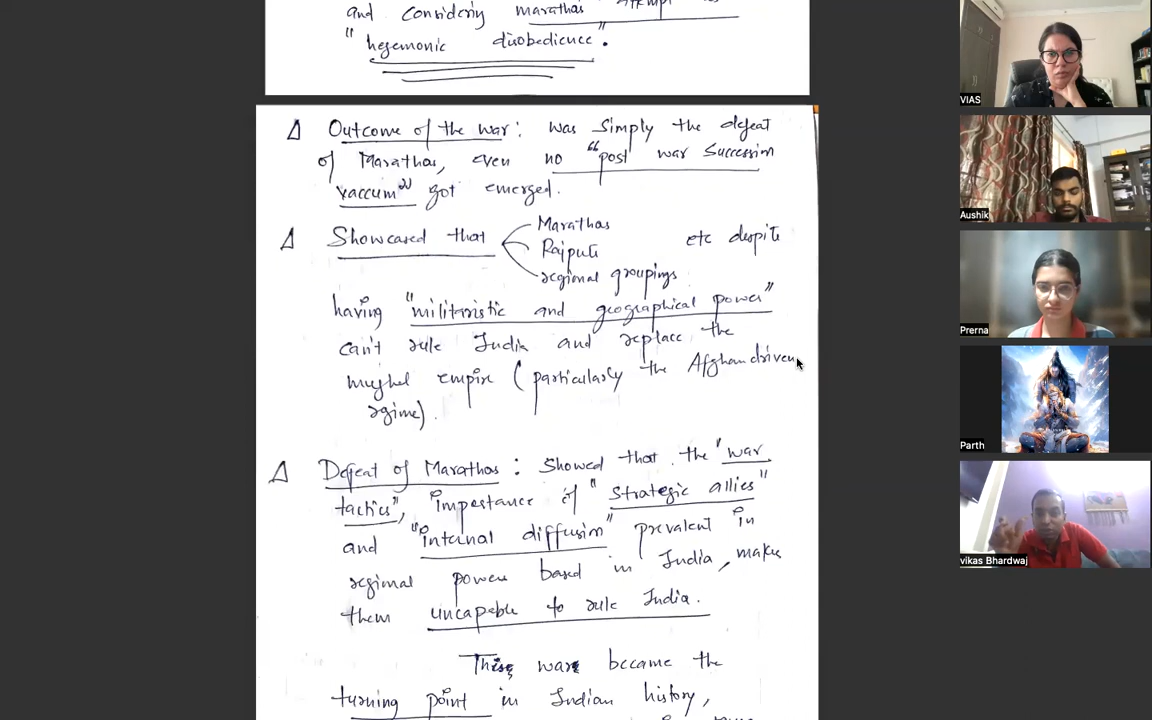 and considering marathas attempt
"hegemonic disobedience".
Δ Outcome of the war: was simply the defeat
of Marathas, even no "post war succession
vaccum" got emerged.
Δ Showcased that Marathas
Rajputs
regional groupings
etc despite
having "militaristic and geographical power"
can't rule India and replace the
mughal empire (particularly the Afghan driven
regime).
Δ Defeat of Marathas: Showed that the "war
tactics", importance of "strategic allies"
and "internal diffusion" prevalent in
regional powers based in India, makes
them uncapable to rule India.
This war became the
turning point in Indian history,
VIAS
Aushik
Prerna
Parth
vikas Bhardwaj